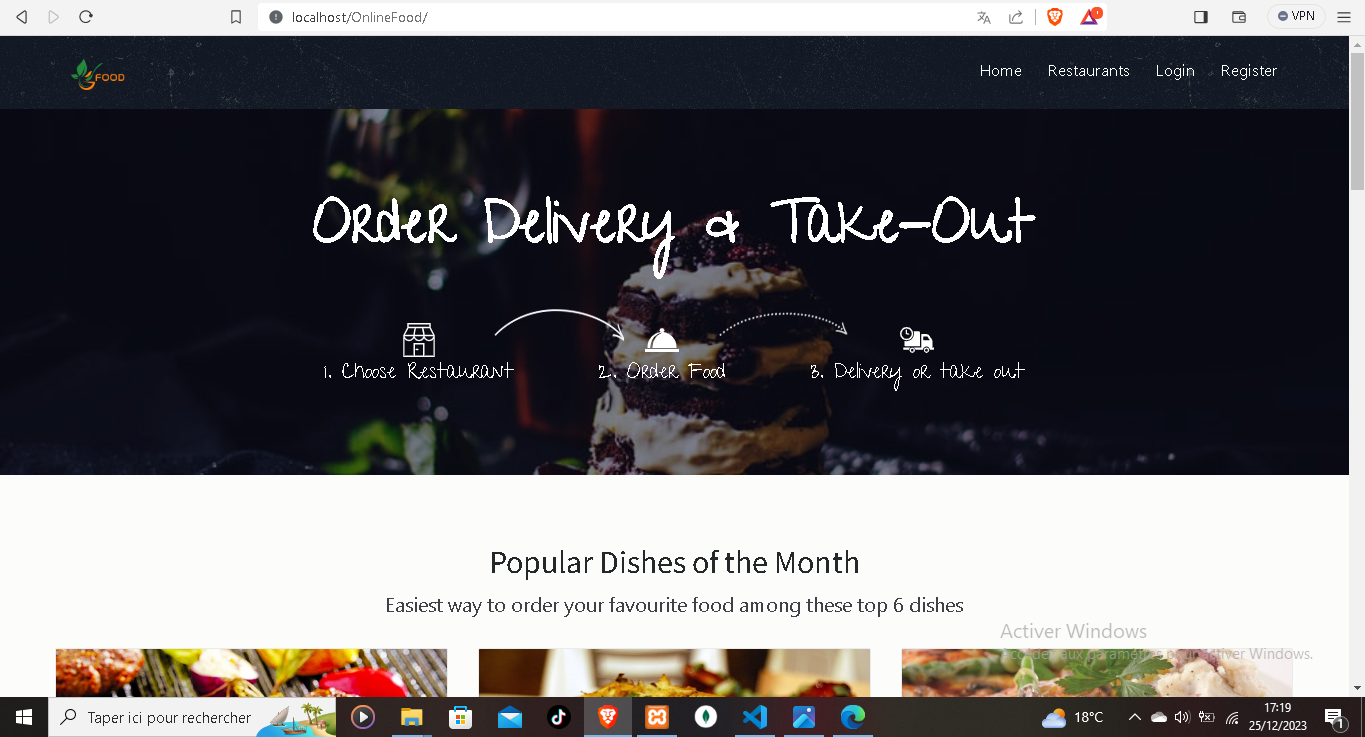 localhost/OnlineFood/
VPN
FOOD
Home Restaurants Login Register
Order Delivery & Take-Out
1. Choose Restaurant
2. Order Food
3. Delivery or take out
Popular Dishes of the Month
Easiest way to order your favourite food among these top 6 dishes
Activer Windows
Accédez aux paramètres pour activer Windows.
Taper ici pour rechercher
18°C
17:19
25/12/2023
1